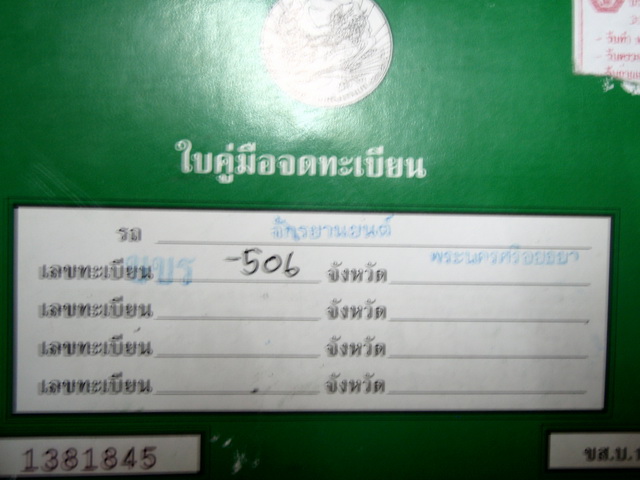 ใบคู่มือจดทะเบียน
รถ จักรยานยนต์
เลขทะเบียน ขบร -506 จังหวัด พระนครศรีอยุธยา
เลขทะเบียน จังหวัด
เลขทะเบียน จังหวัด
เลขทะเบียน จังหวัด
1381845
ขส.บ.